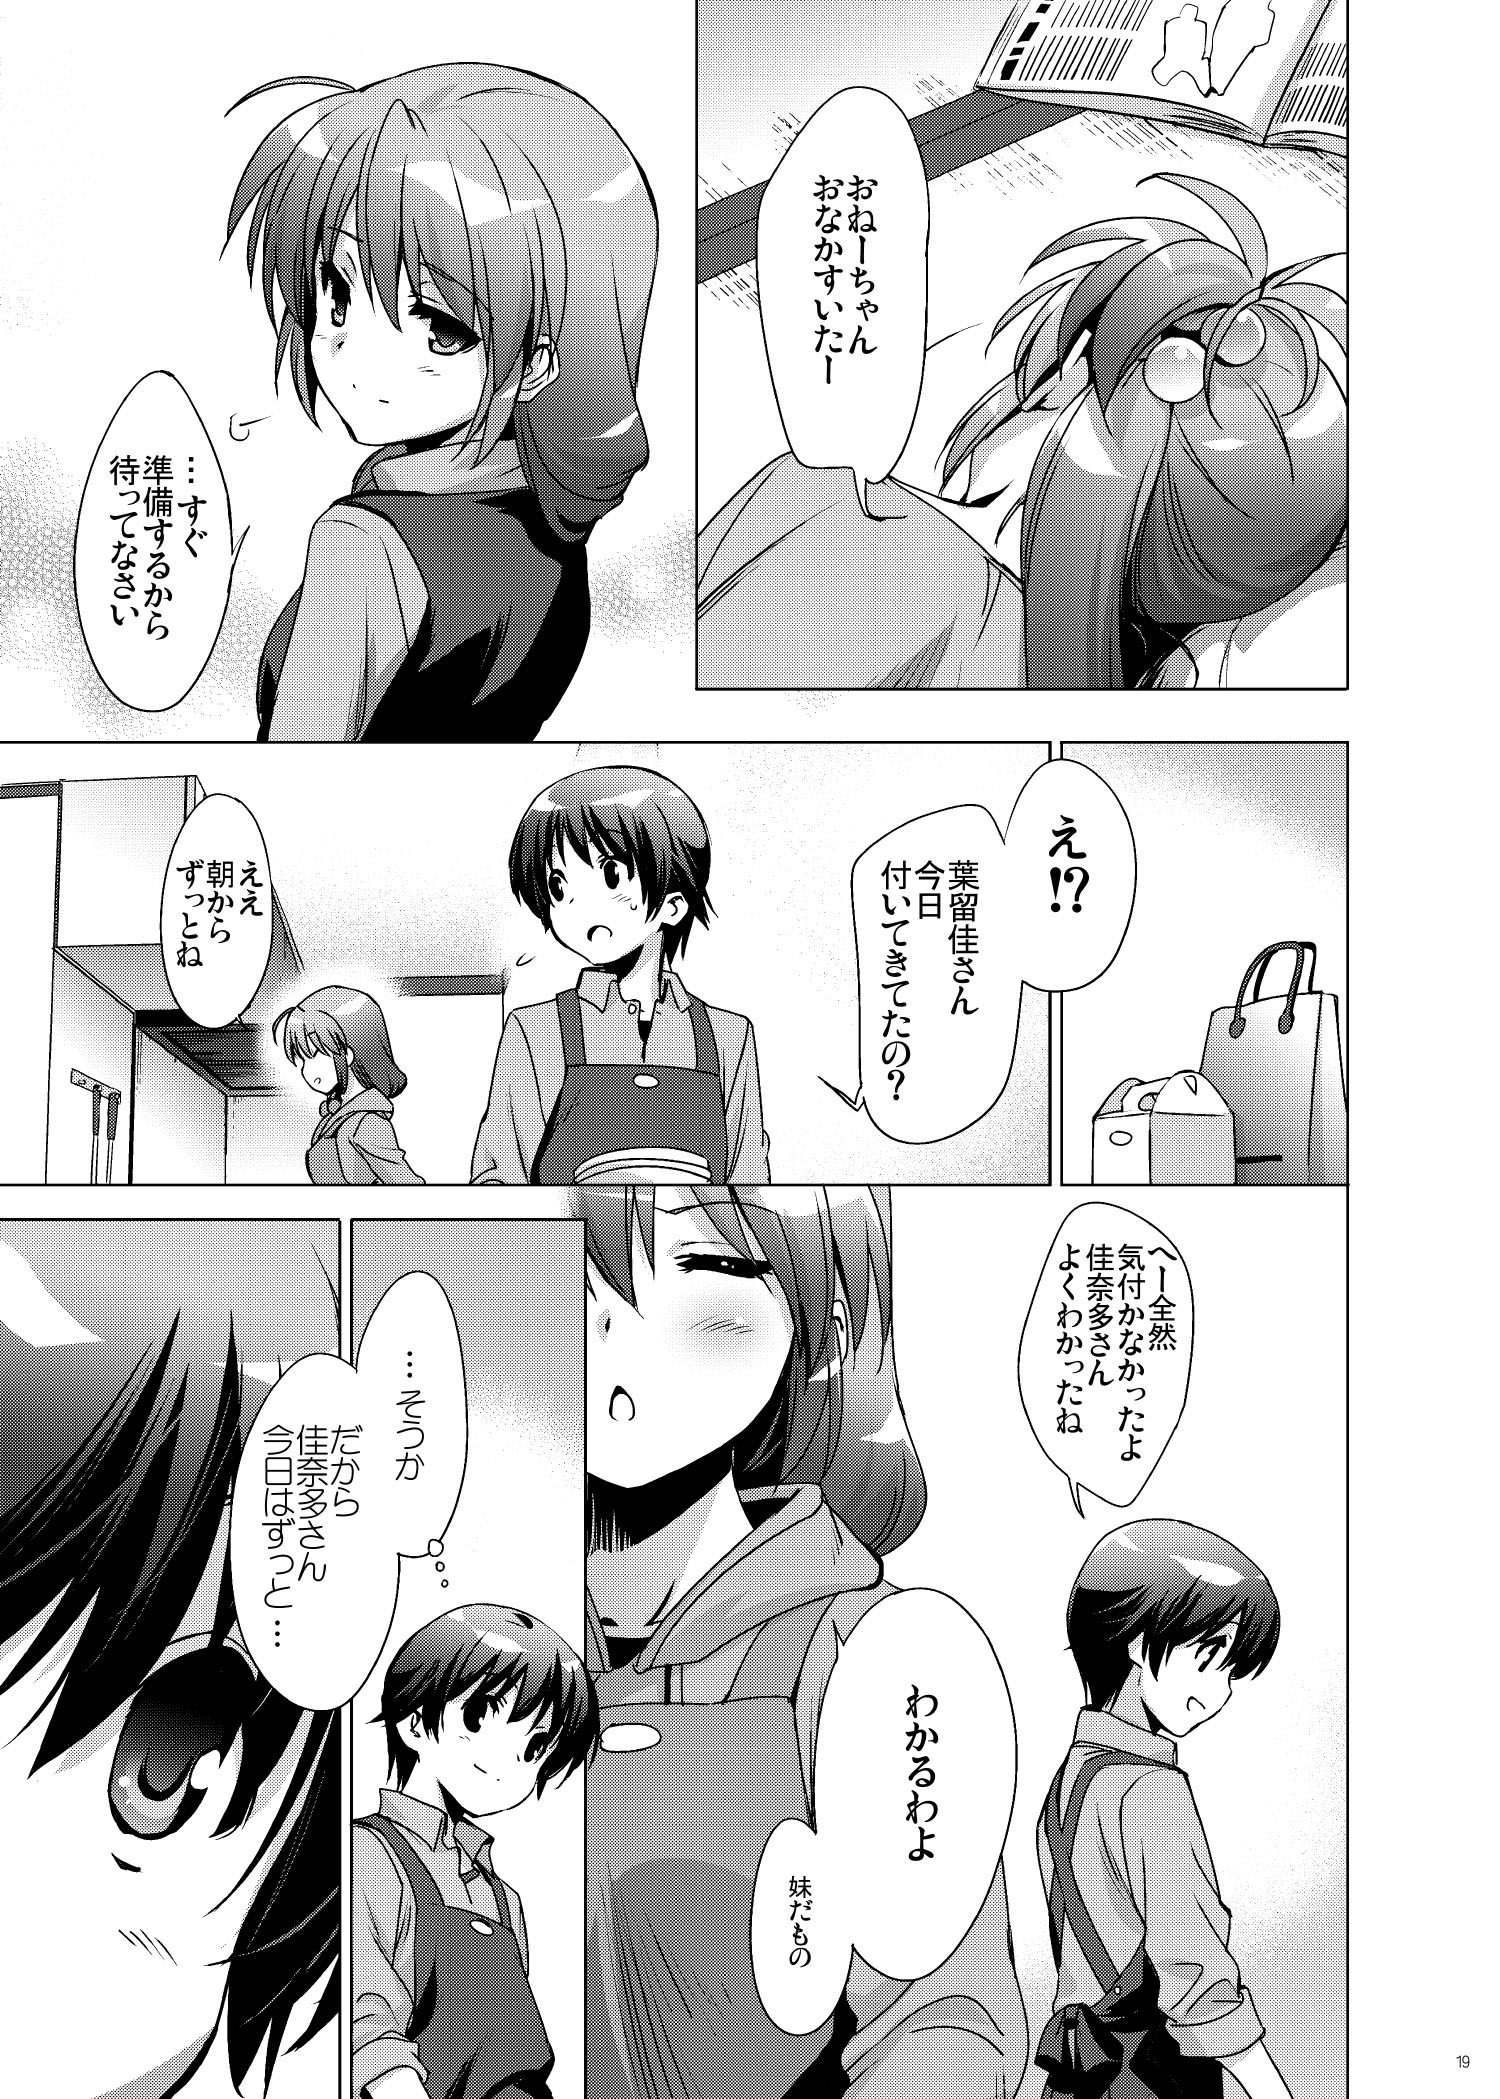 おねーちゃん
おなかすいたー
…すぐ
準備するから
待ってなさい
え!?
葉留佳さん
今日
付いてきてたの？
ええ
朝から
ずっとね
へー全然
気付かなかったよ
佳奈多さん
よくわかったね
わかるわよ
妹だもの
…そうか
だから
佳奈多さん
今日はずっと…
19